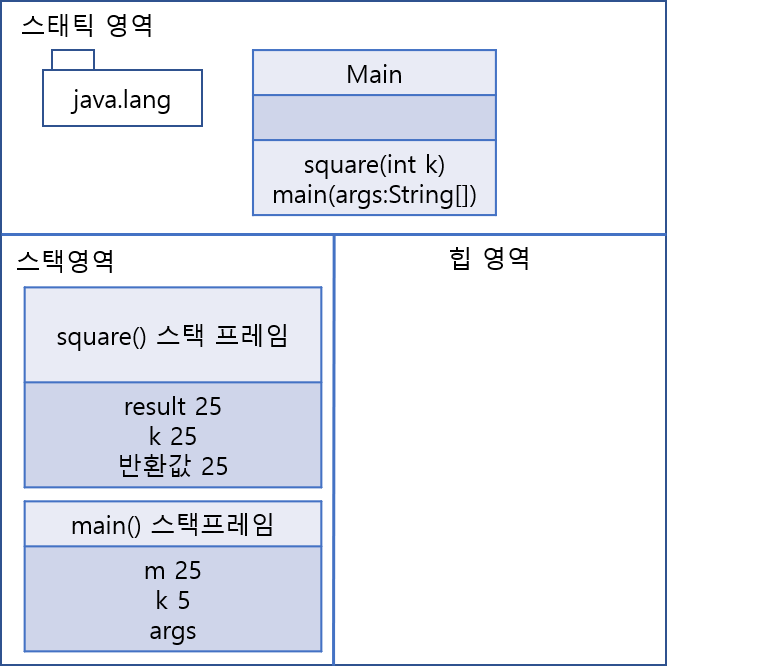 스태틱 영역
java.lang
Main
square(int k)
main(args:String[])
스택영역
힙 영역
square() 스택 프레임
result 25
k 25
반환값 25
main() 스택프레임
m 25
k 5
args